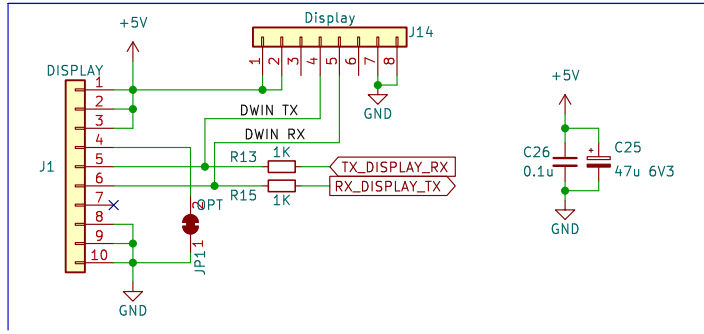 +5V
Display
J14
1 2 3 4 5 6 7 8
GND
DISPLAY
J1
1
2
3
4
5
6
7
8
9
10
DWIN TX
DWIN RX
R13 1K
TX_DISPLAY_RX
R15 1K
RX_DISPLAY_TX
2
OPT
1
JP1
GND
+5V
C26
0.1u
+
C25
47u 6V3
GND